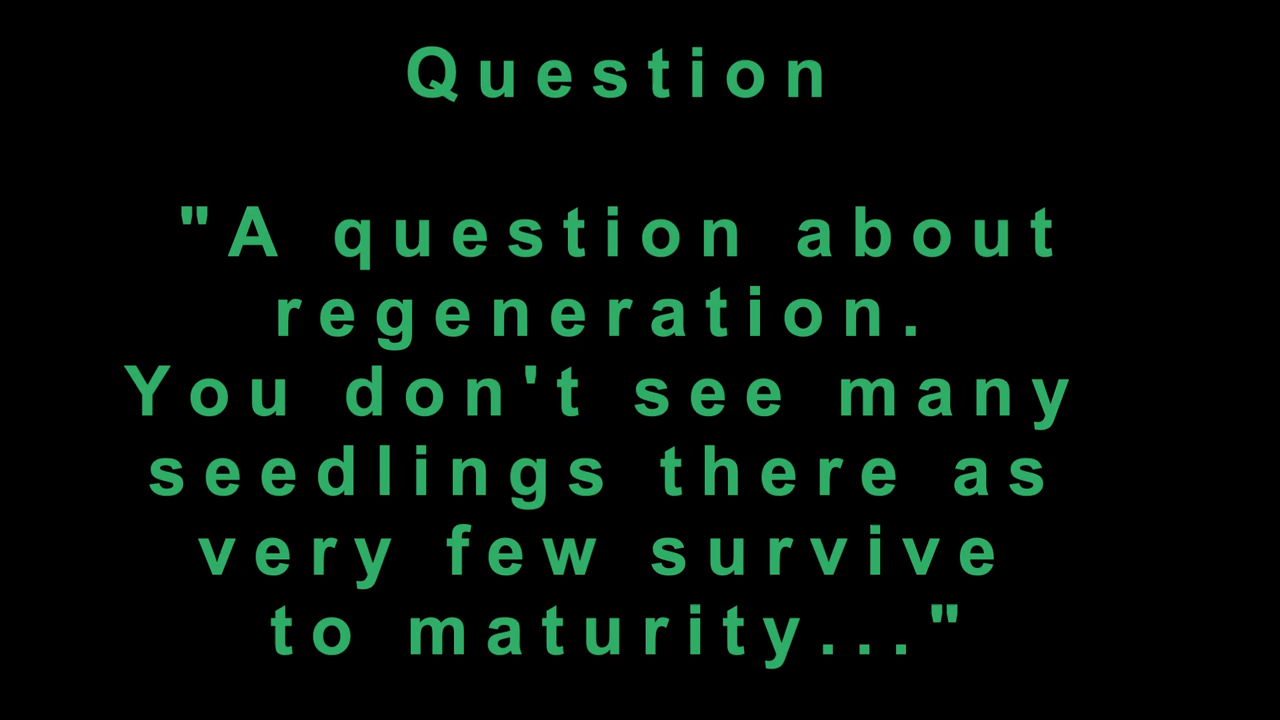 Question
"A question about
regeneration.
You don't see many
seedlings there as
very few survive
to maturity..."